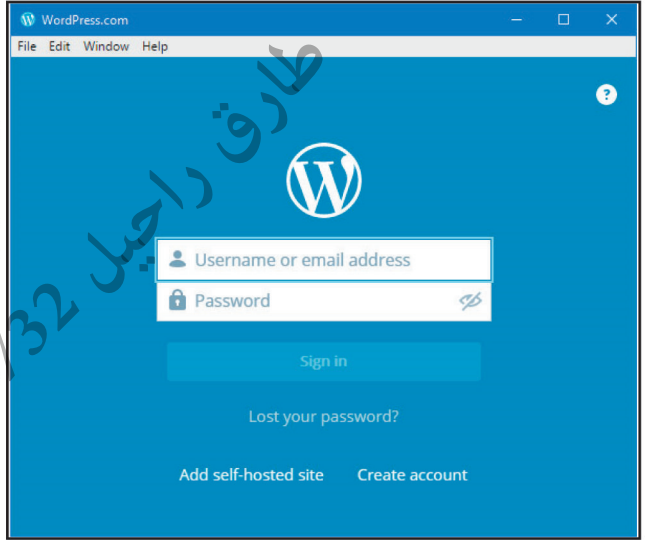 WordPress.com
File Edit Window Help
?
طارق راحيل
32/
Username or email address
Password
Sign in
Lost your password?
Add self-hosted site Create account